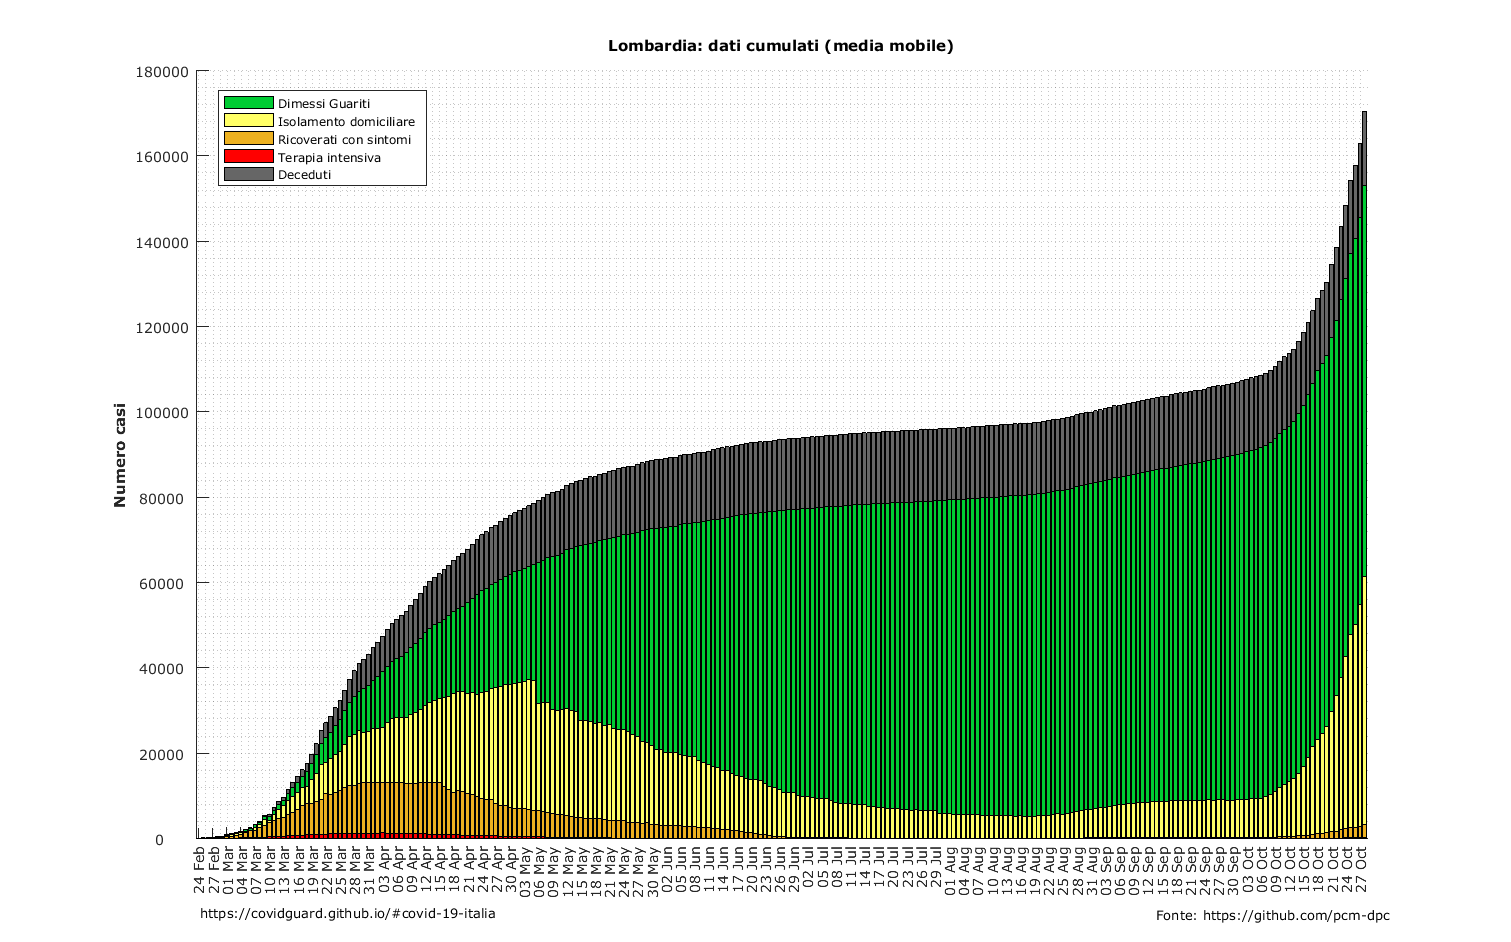 Lombardia: dati cumulati (media mobile)
180000
160000
140000
120000
100000
80000
60000
40000
20000
0
Numero casi
Dimessi Guariti
Isolamento domiciliare
Ricoverati con sintomi
Terapia intensiva
Deceduti
24 Feb
27 Feb
01 Mar
04 Mar
07 Mar
10 Mar
13 Mar
16 Mar
19 Mar
22 Mar
25 Mar
28 Mar
31 Mar
03 Apr
06 Apr
09 Apr
12 Apr
15 Apr
18 Apr
21 Apr
24 Apr
27 Apr
30 Apr
03 May
06 May
09 May
12 May
15 May
18 May
21 May
24 May
27 May
30 May
02 Jun
05 Jun
08 Jun
11 Jun
14 Jun
17 Jun
20 Jun
23 Jun
26 Jun
29 Jun
02 Jul
05 Jul
08 Jul
11 Jul
14 Jul
17 Jul
20 Jul
23 Jul
26 Jul
29 Jul
01 Aug
04 Aug
07 Aug
10 Aug
13 Aug
16 Aug
19 Aug
22 Aug
25 Aug
28 Aug
31 Aug
03 Sep
06 Sep
09 Sep
12 Sep
15 Sep
18 Sep
21 Sep
24 Sep
27 Sep
30 Sep
03 Oct
06 Oct
09 Oct
12 Oct
15 Oct
18 Oct
21 Oct
24 Oct
27 Oct
https://covidguard.github.io/#covid-19-italia
Fonte: https://github.com/pcm-dpc